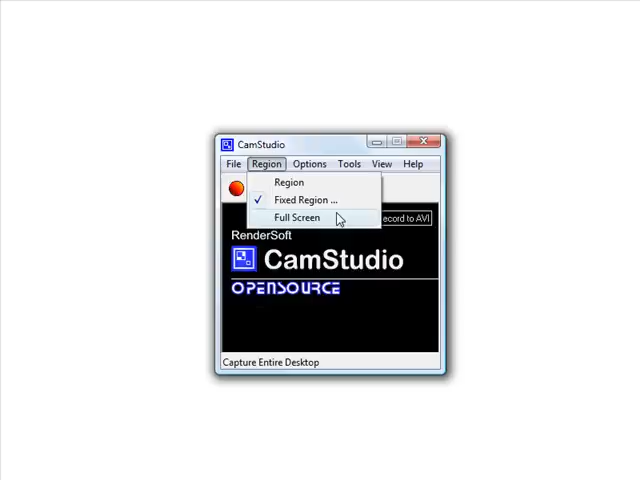 CamStudio
File Region Options Tools View Help
Region
Fixed Region ...
Full Screen
ecord to AVI
RenderSoft
CamStudio
OPENSOURCE
Capture Entire Desktop